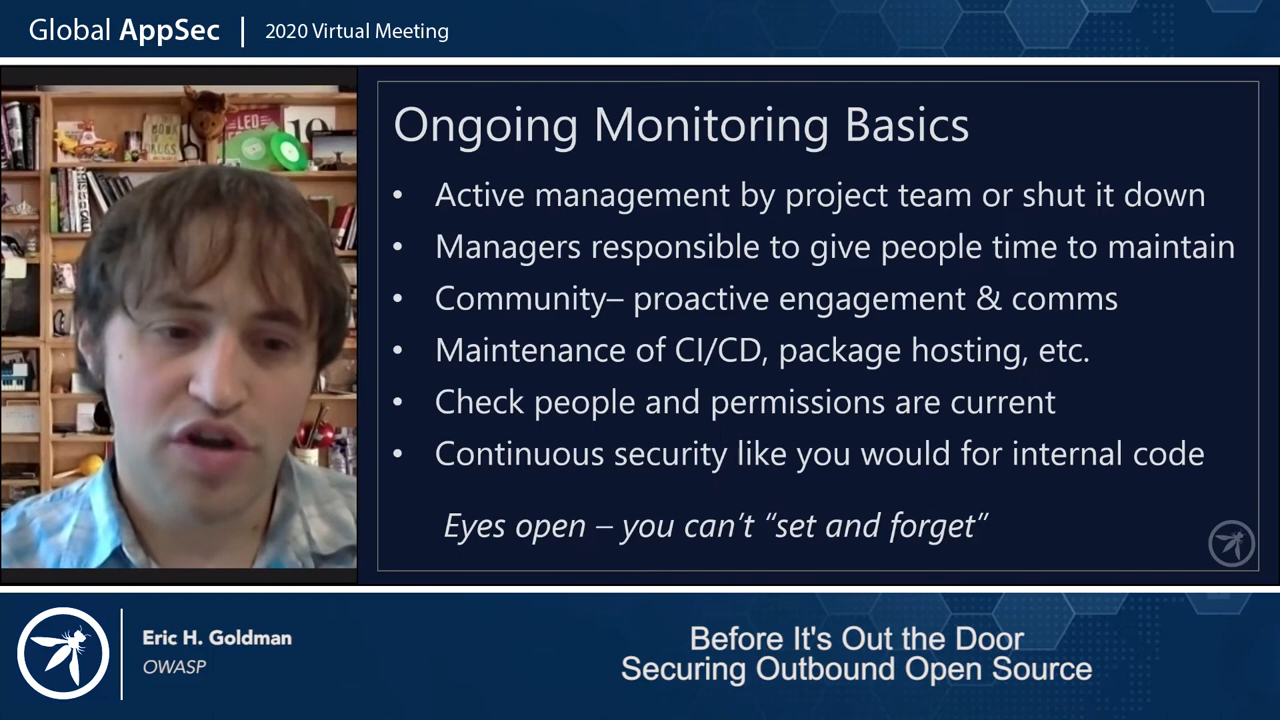 Global AppSec | 2020 Virtual Meeting
LED
19
Ongoing Monitoring Basics
• Active management by project team or shut it down
• Managers responsible to give people time to maintain
• Community– proactive engagement & comms
• Maintenance of CI/CD, package hosting, etc.
• Check people and permissions are current
• Continuous security like you would for internal code
Eyes open – you can’t “set and forget”
Eric H. Goldman
OWASP
Before It's Out the Door
Securing Outbound Open Source